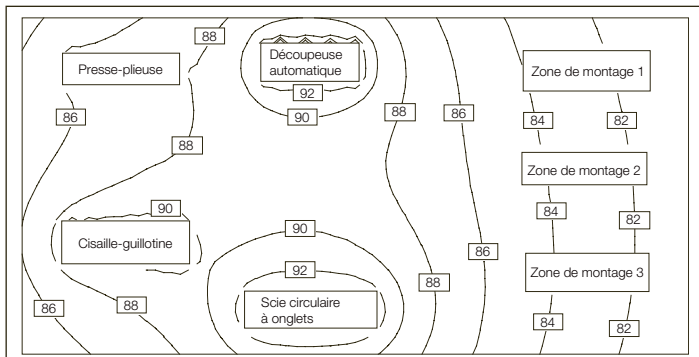 88
Presse-plieuse
Découpeuse
automatique
Zone de montage 1
92
90
88
86
86
84
82
88
Zone de montage 2
90
84
82
Cisaille-guillotine
90
86
92
Zone de montage 3
88
86
88
Scie circulaire
à onglets
84
82